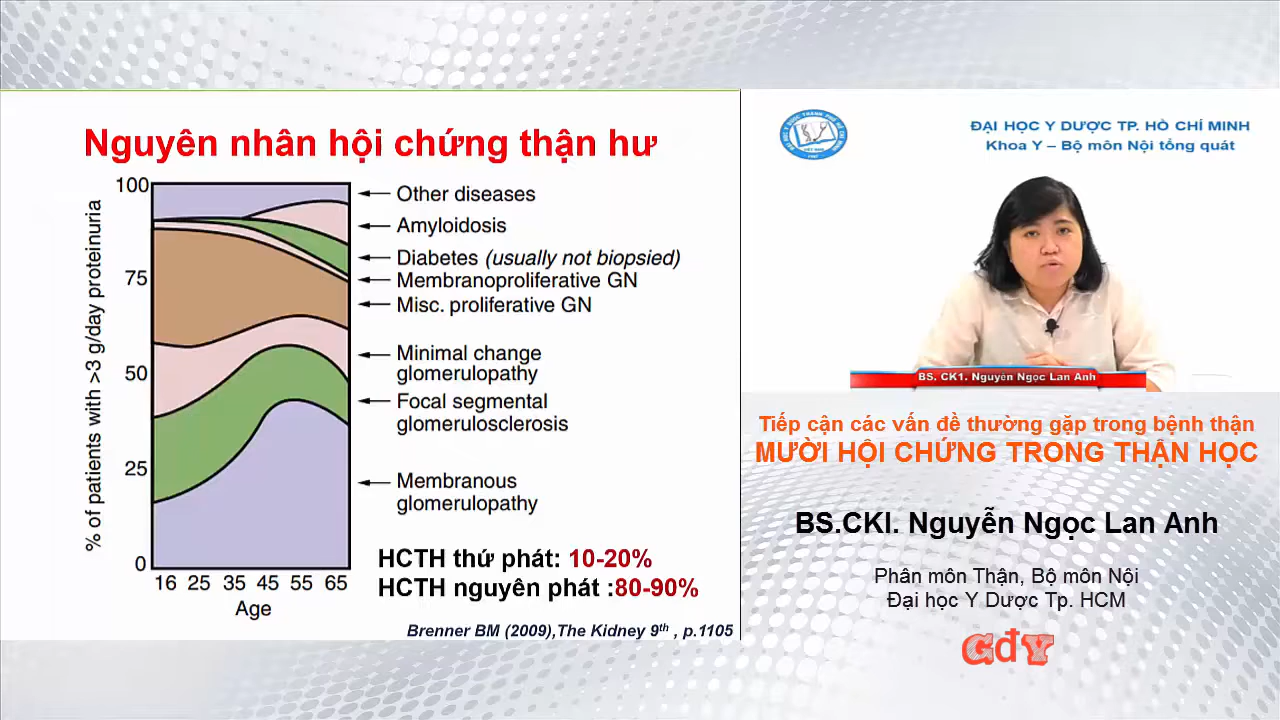 Nguyên nhân hội chứng thận hư
% of patients with >3 g/day proteinuria
100
75
50
25
0
16 25 35 45 55 65
Age
Other diseases
Amyloidosis
Diabetes (usually not biopsied)
Membranoproliferative GN
Misc. proliferative GN
Minimal change
glomerulopathy
Focal segmental
glomerulosclerosis
Membranous
glomerulopathy
HCTH thứ phát: 10-20%
HCTH nguyên phát :80-90%
Brenner BM (2009),The Kidney 9th , p.1105
ĐẠI HỌC Y DƯỢC TP. HỒ CHÍ MINH
Khoa Y – Bộ môn Nội tổng quát
BS. CK1. Nguyễn Ngọc Lan Anh
Tiếp cận các vấn đề thường gặp trong bệnh thận
MƯỜI HỘI CHỨNG TRONG THẬN HỌC
BS.CKI. Nguyễn Ngọc Lan Anh
Phân môn Thận, Bộ môn Nội
Đại học Y Dược Tp. HCM
GđY